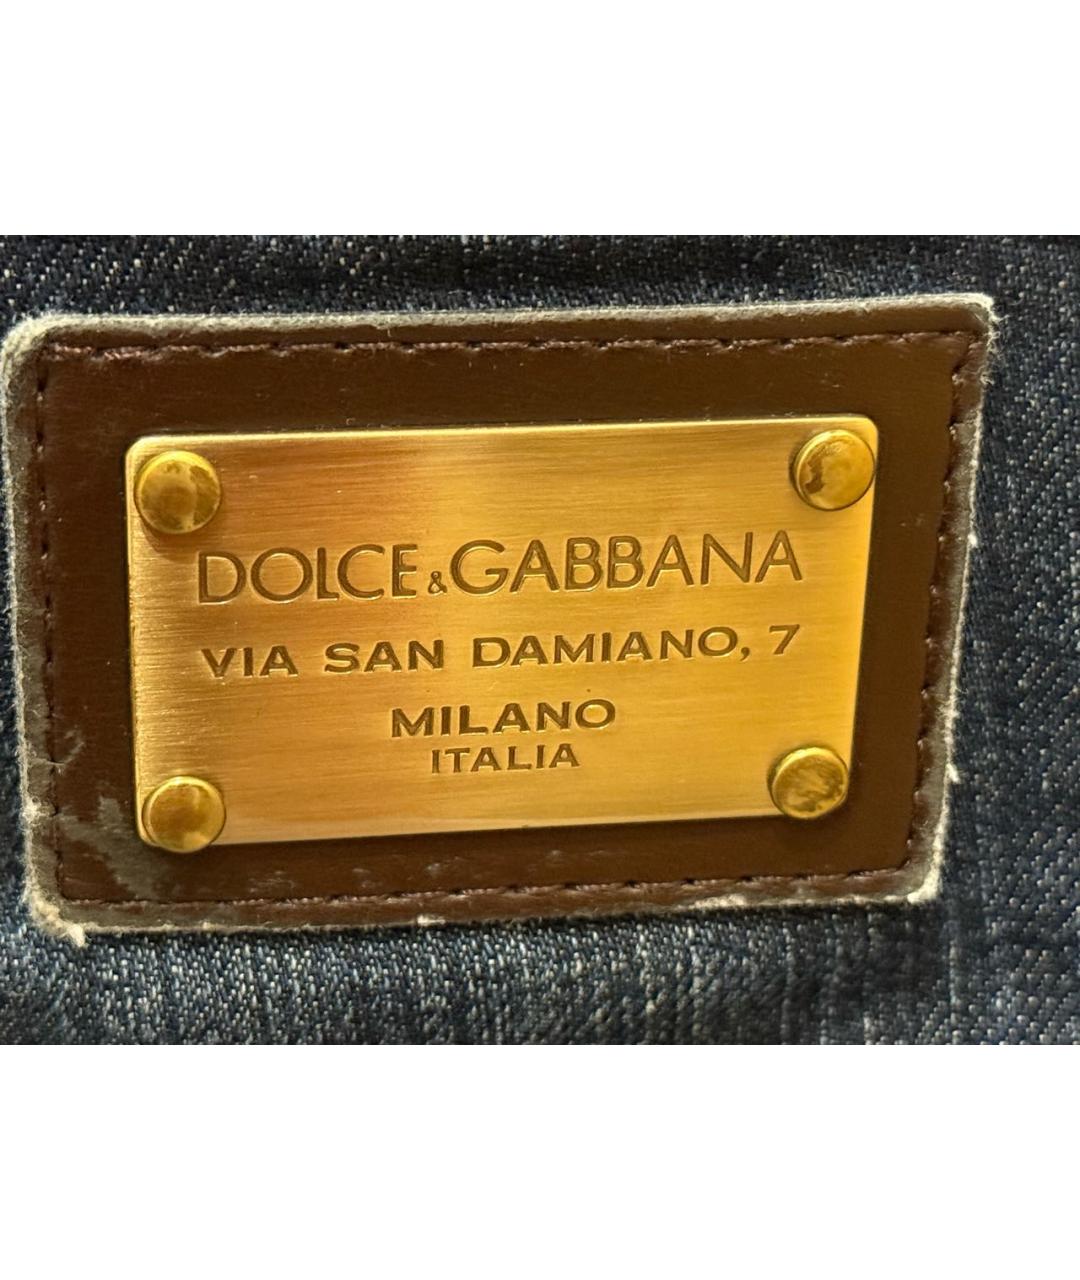 DOLCE&GABBANA
VIA SAN DAMIANO, 7
MILANO
ITALIA